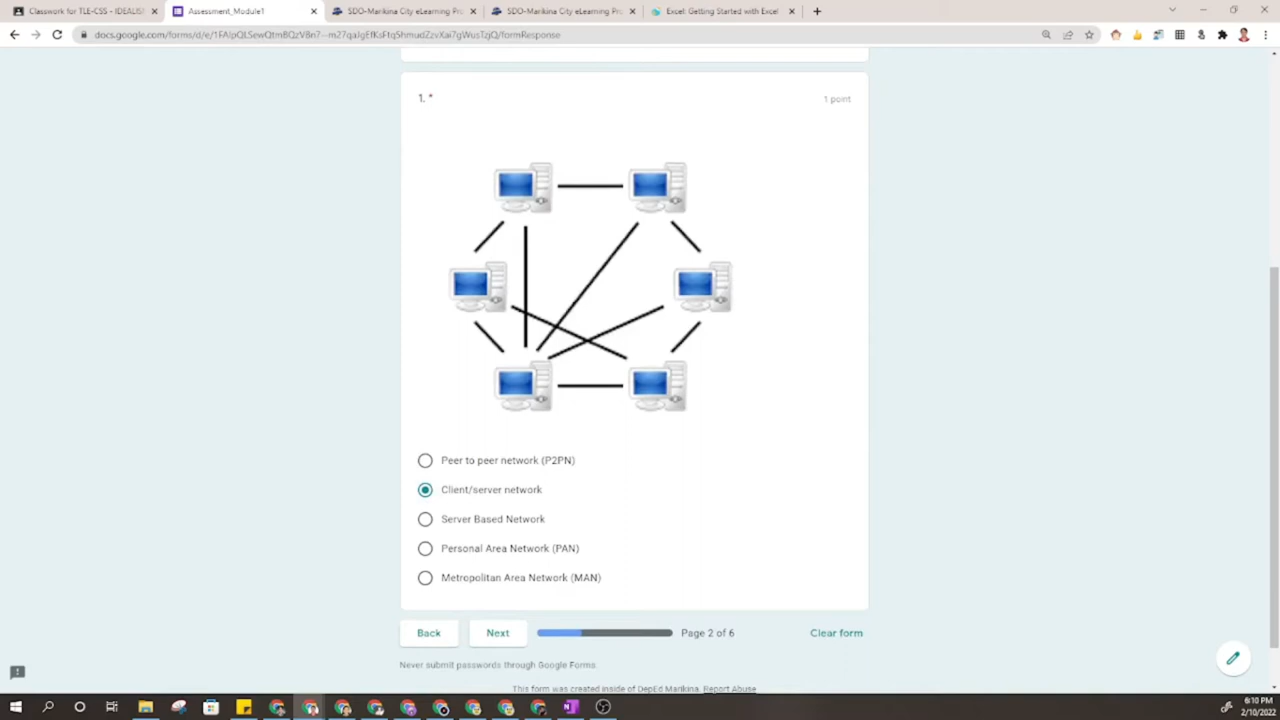 Classwork for TLE-CSS - IDEALIS
Assessment_Module1
SDO-Marikina City eLearning Pr
SDO-Marikina City eLearning Pr
Excel: Getting Started with Excel
1. *
1 point
Peer to peer network (P2PN)
Client/server network
Server Based Network
Personal Area Network (PAN)
Metropolitan Area Network (MAN)
Back
Next
Page 2 of 6
Clear form
Never submit passwords through Google Forms.
This form was created inside of DepEd Marikina. Report Abuse
6:10 PM
2/10/2022